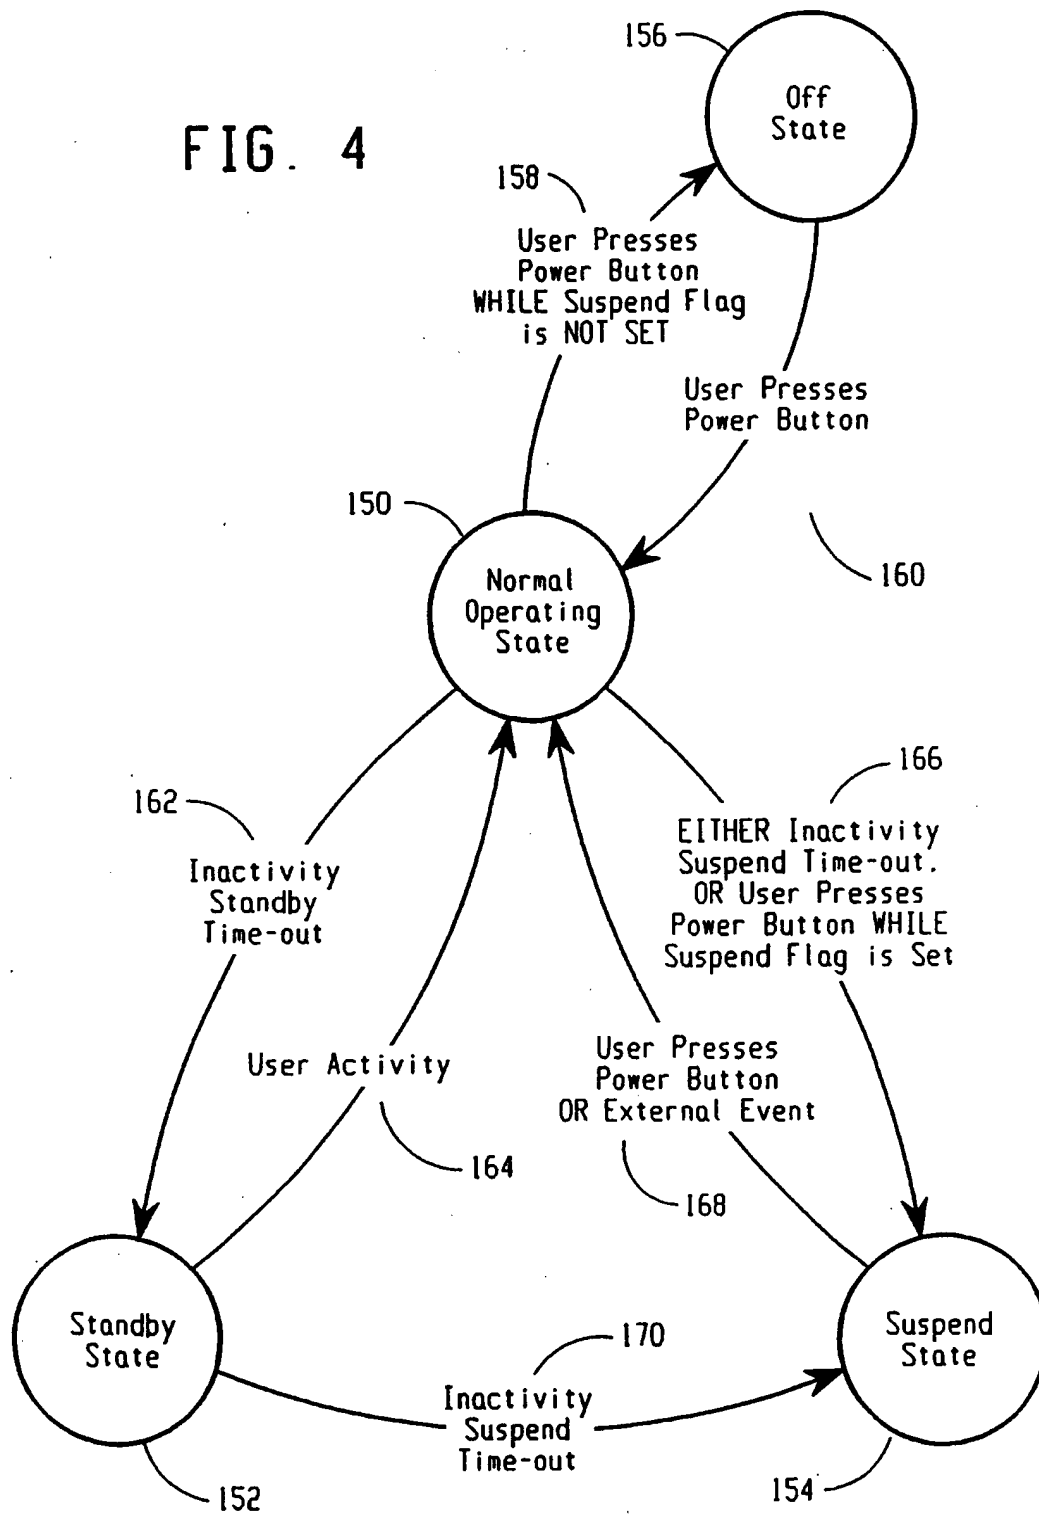 156
Off
State
FIG. 4
158
User Presses
Power Button
WHILE Suspend Flag
is NOT SET
User Presses
Power Button
150
160
Normal
Operating
State
166
162
EITHER Inactivity
Suspend Time-out.
OR User Presses
Power Button WHILE
Suspend Flag is Set
Inactivity
Standby
Time-out
User Activity
User Presses
Power Button
OR External Event
164
168
Standby
State
170
Suspend
State
Inactivity
Suspend
Time-out
152
154